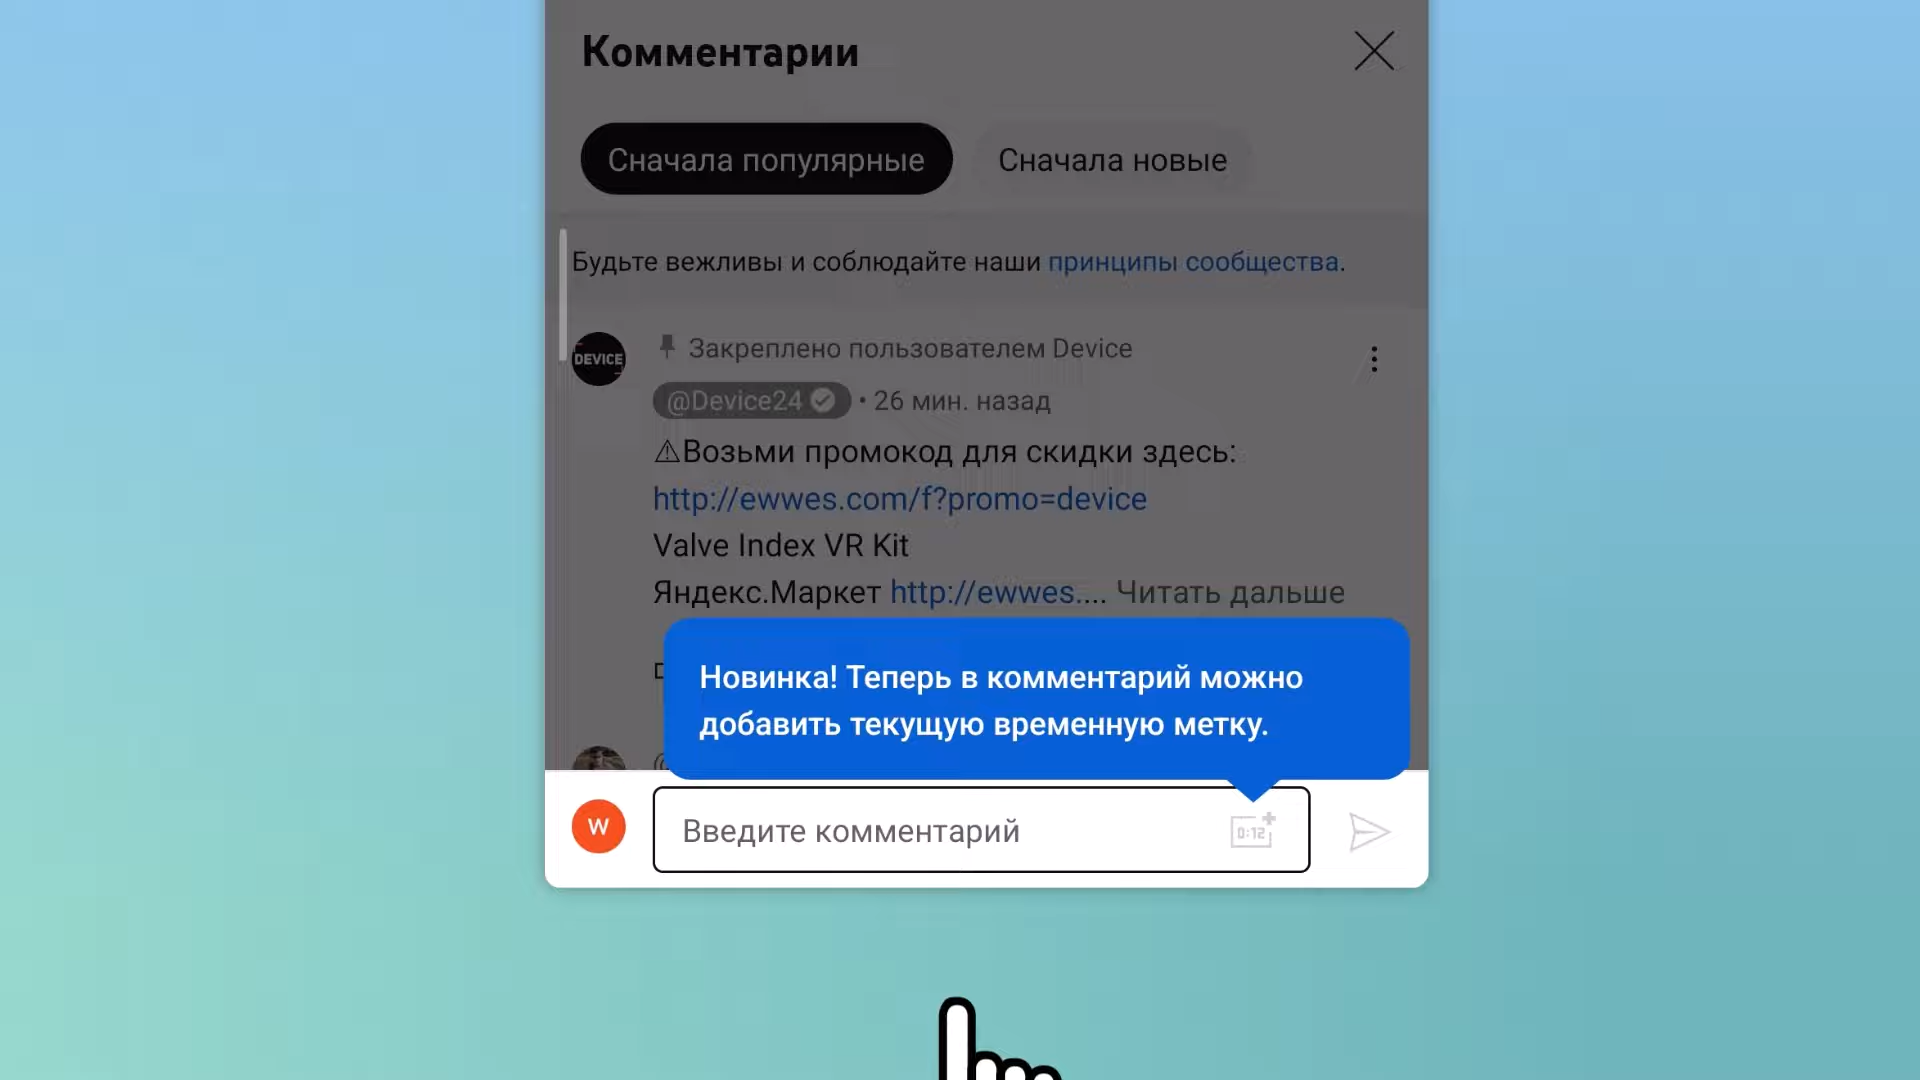 Комментарии
Сначала популярные
Сначала новые
Будьте вежливы и соблюдайте наши принципы сообщества.
DEVICE
Закреплено пользователем Device
@Device24 • 26 мин. назад
⚠Возьми промокод для скидки здесь:
http://ewwes.com/f?promo=device
Valve Index VR Kit
Яндекс.Маркет http://ewwes.... Читать дальше
Новинка! Теперь в комментарий можно
добавить текущую временную метку.
W
Введите комментарий
0:12